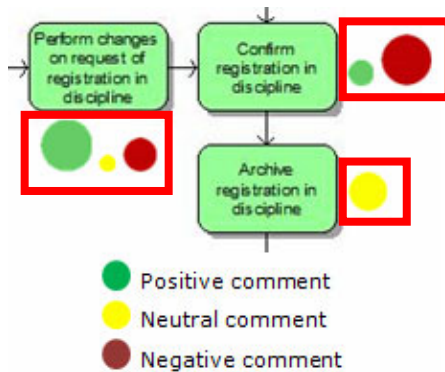 Perform changes
on request of
registration in
discipline
Confirm
registration in
discipline
Archive
registration in
discipline
Positive comment
Neutral comment
Negative comment